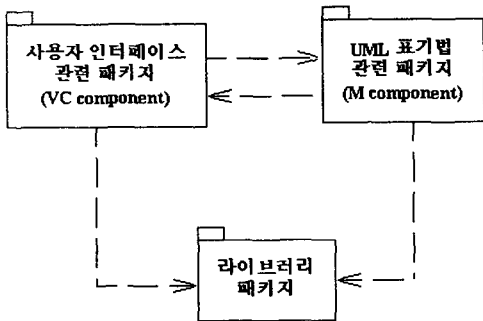 사용자 인터페이스
관련 패키지
(VC component)
UML 표기법
관련 패키지
(M component)
라이브러리
패키지